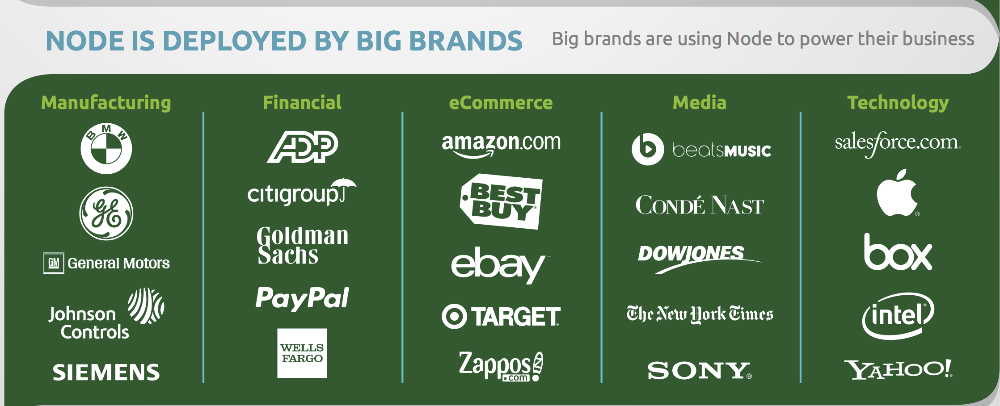 NODE IS DEPLOYED BY BIG BRANDS
Big brands are using Node to power their business
Manufacturing
BMW
GE
GM General Motors
Johnson
Controls
SIEMENS
Financial
ADP
citigroup
Goldman
Sachs
PayPal
WELLS
FARGO
eCommerce
amazon.com
BEST
BUY®
ebay™
TARGET®
Zappos
.com
Media
b beatsMUSIC
CONDÉ NAST
DOWJONES
The New York Times
SONY®
Technology
salesforce.com®
®
box
intel®
YAHOO!®